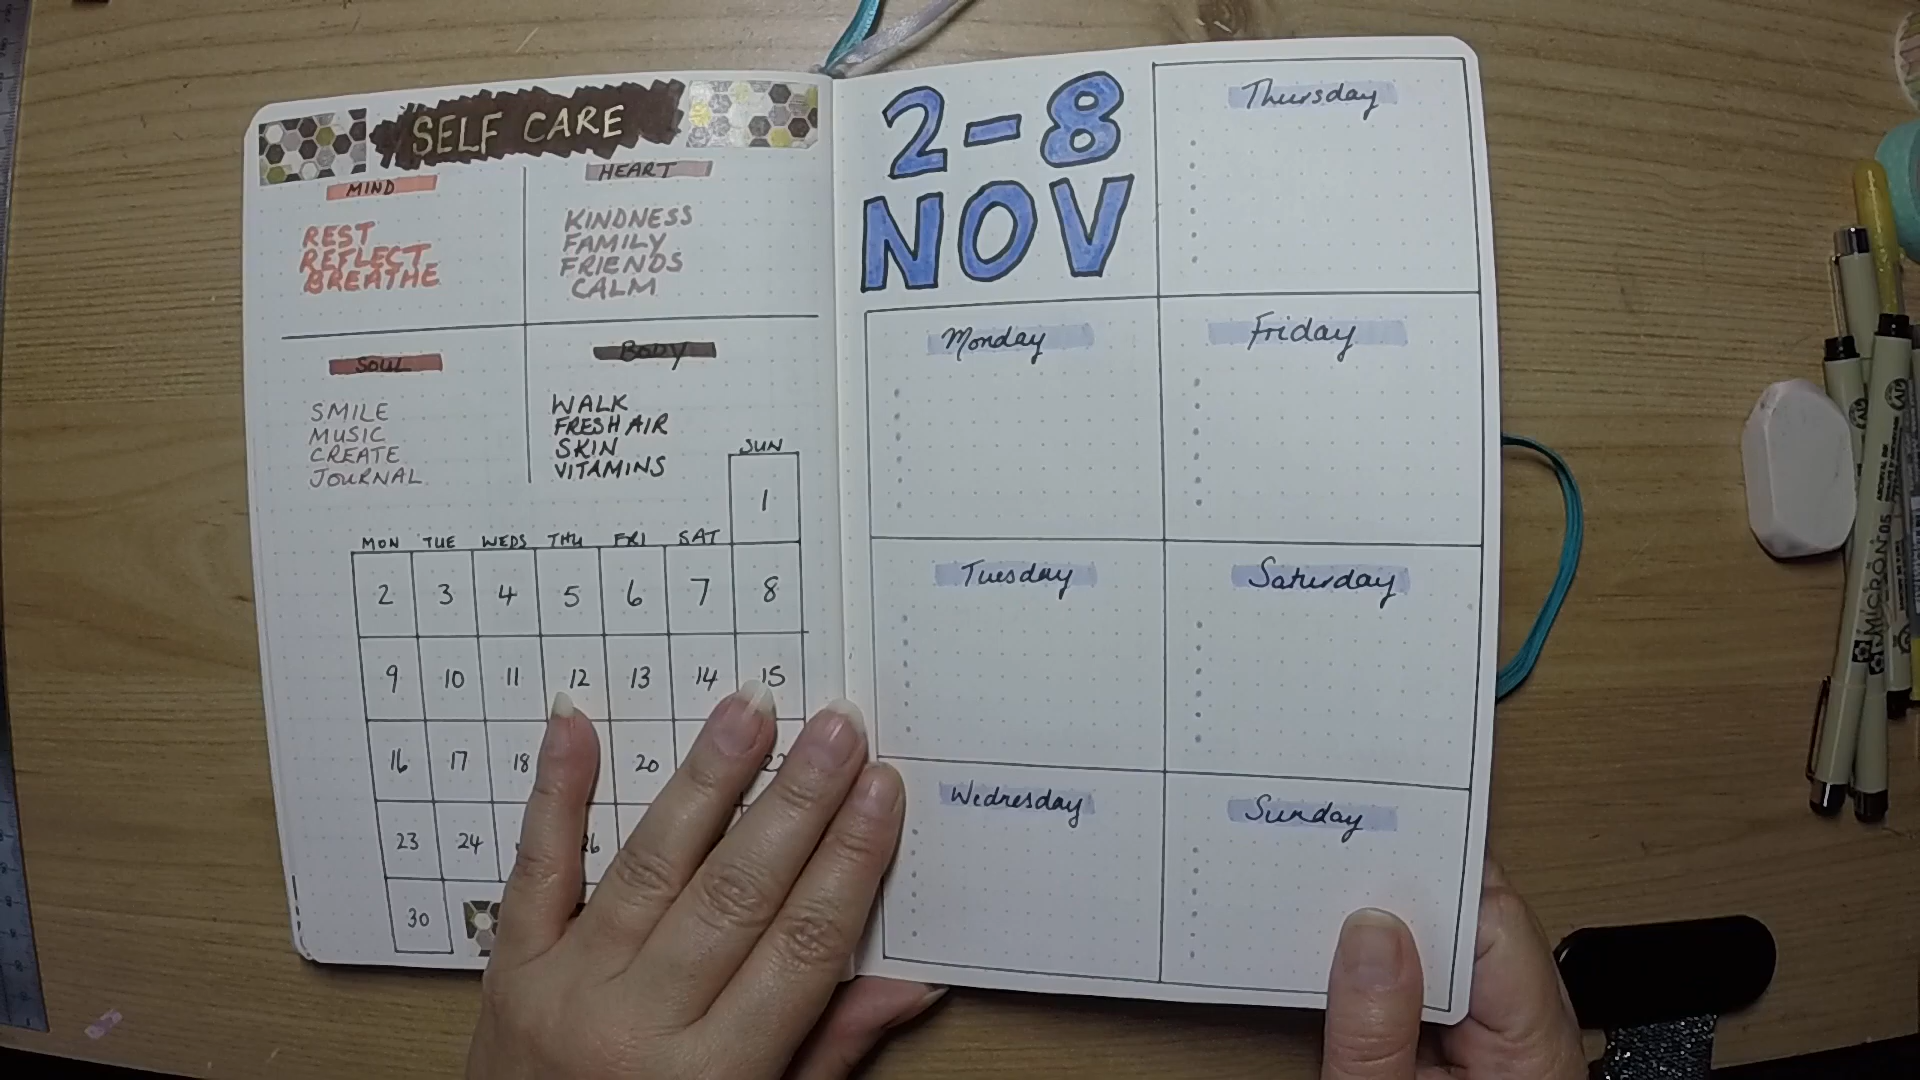 SELF CARE
MIND
REST
REFLECT
BREATHE
HEART
KINDNESS
FAMILY
FRIENDS
CALM
SOUL
SMILE
MUSIC
CREATE
JOURNAL
BODY
WALK
FRESH AIR
SKIN
VITAMINS
SUN
1
MON TUE WEDS THU FRI SAT
2 3 4 5 6 7 8
9 10 11 12 13 14 15
16 17 18 20 22
23 24 26
30
2-8
NOV
Monday
Tuesday
Wednesday
Thursday
Friday
Saturday
Sunday
MICRON 05